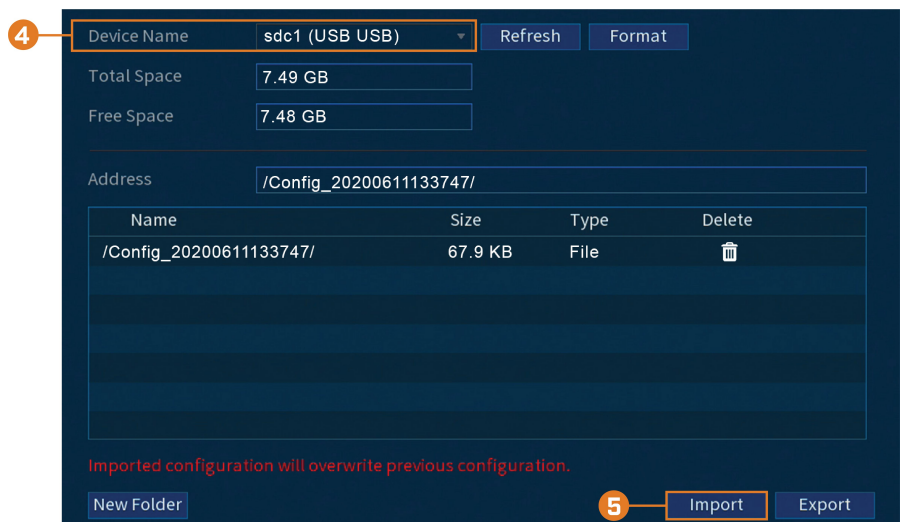 4 Device Name sdc1 (USB USB) Refresh Format
Total Space 7.49 GB
Free Space 7.48 GB
Address /Config_20200611133747/
Name Size Type Delete
/Config_20200611133747/ 67.9 KB File
Imported configuration will overwrite previous configuration.
New Folder 5 Import Export